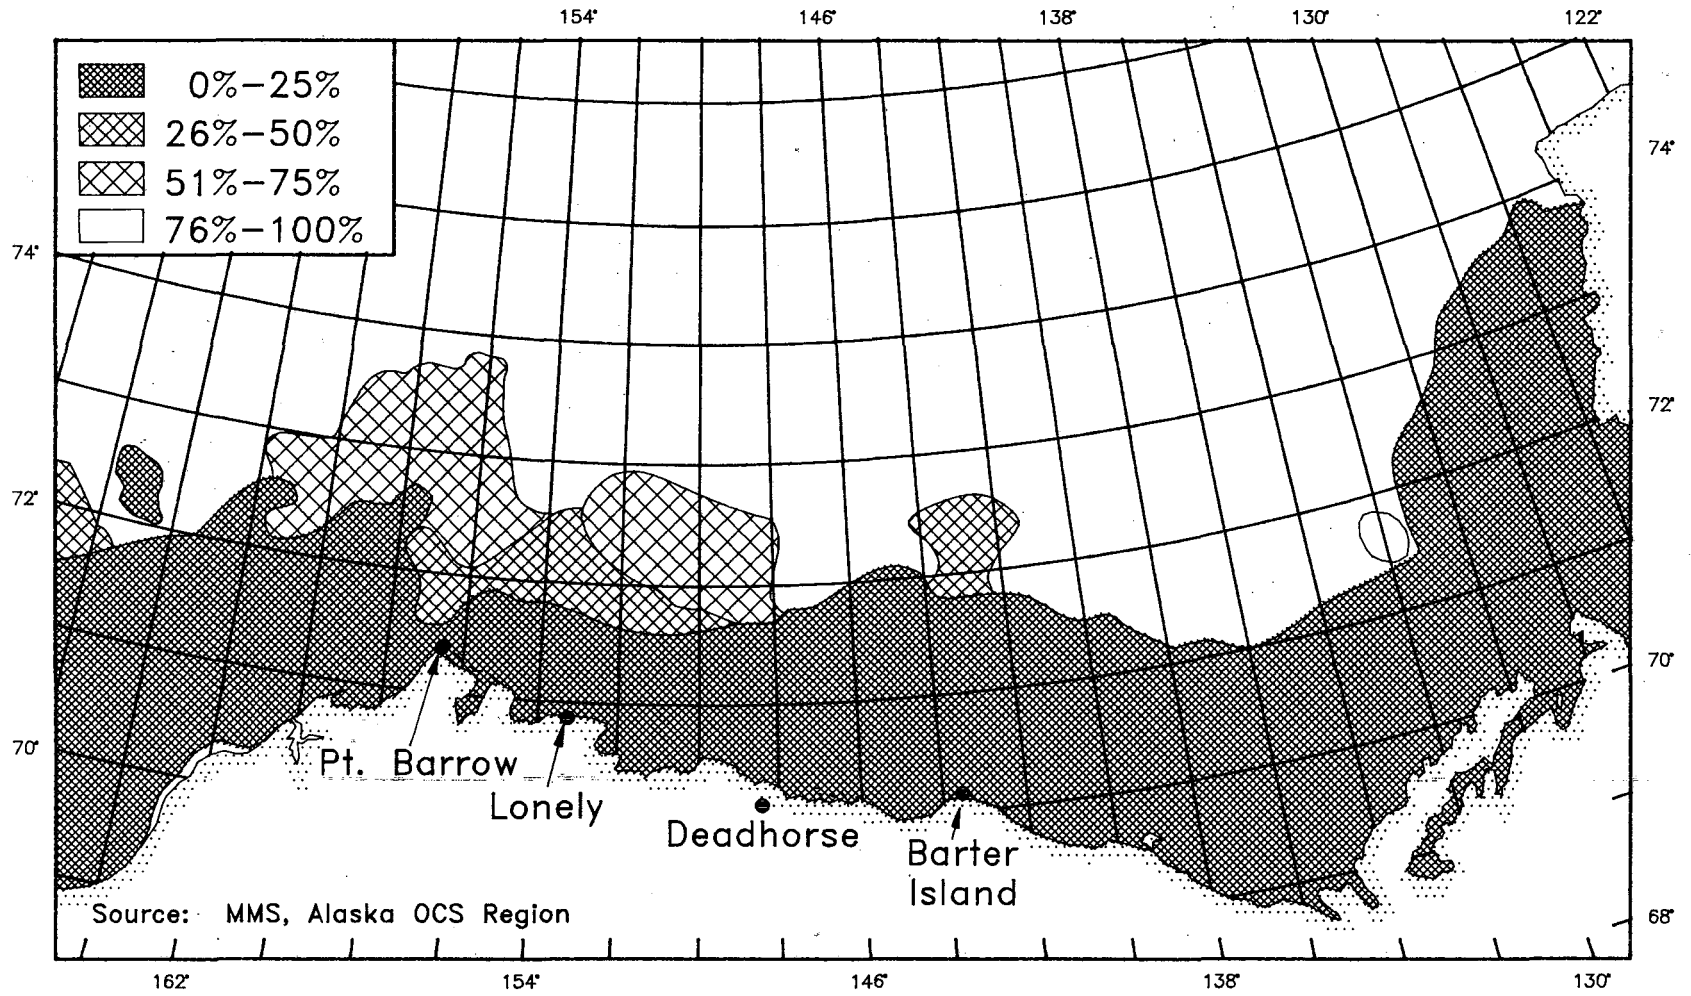 154° 146° 138° 130° 122°
0%-25%
26%-50%
51%-75%
76%-100%
74°
74°
72°
72°
70°
70°
68°
Pt. Barrow
Lonely
Deadhorse
Barter
Island
Source: MMS, Alaska OCS Region
162° 154° 146° 138° 130°